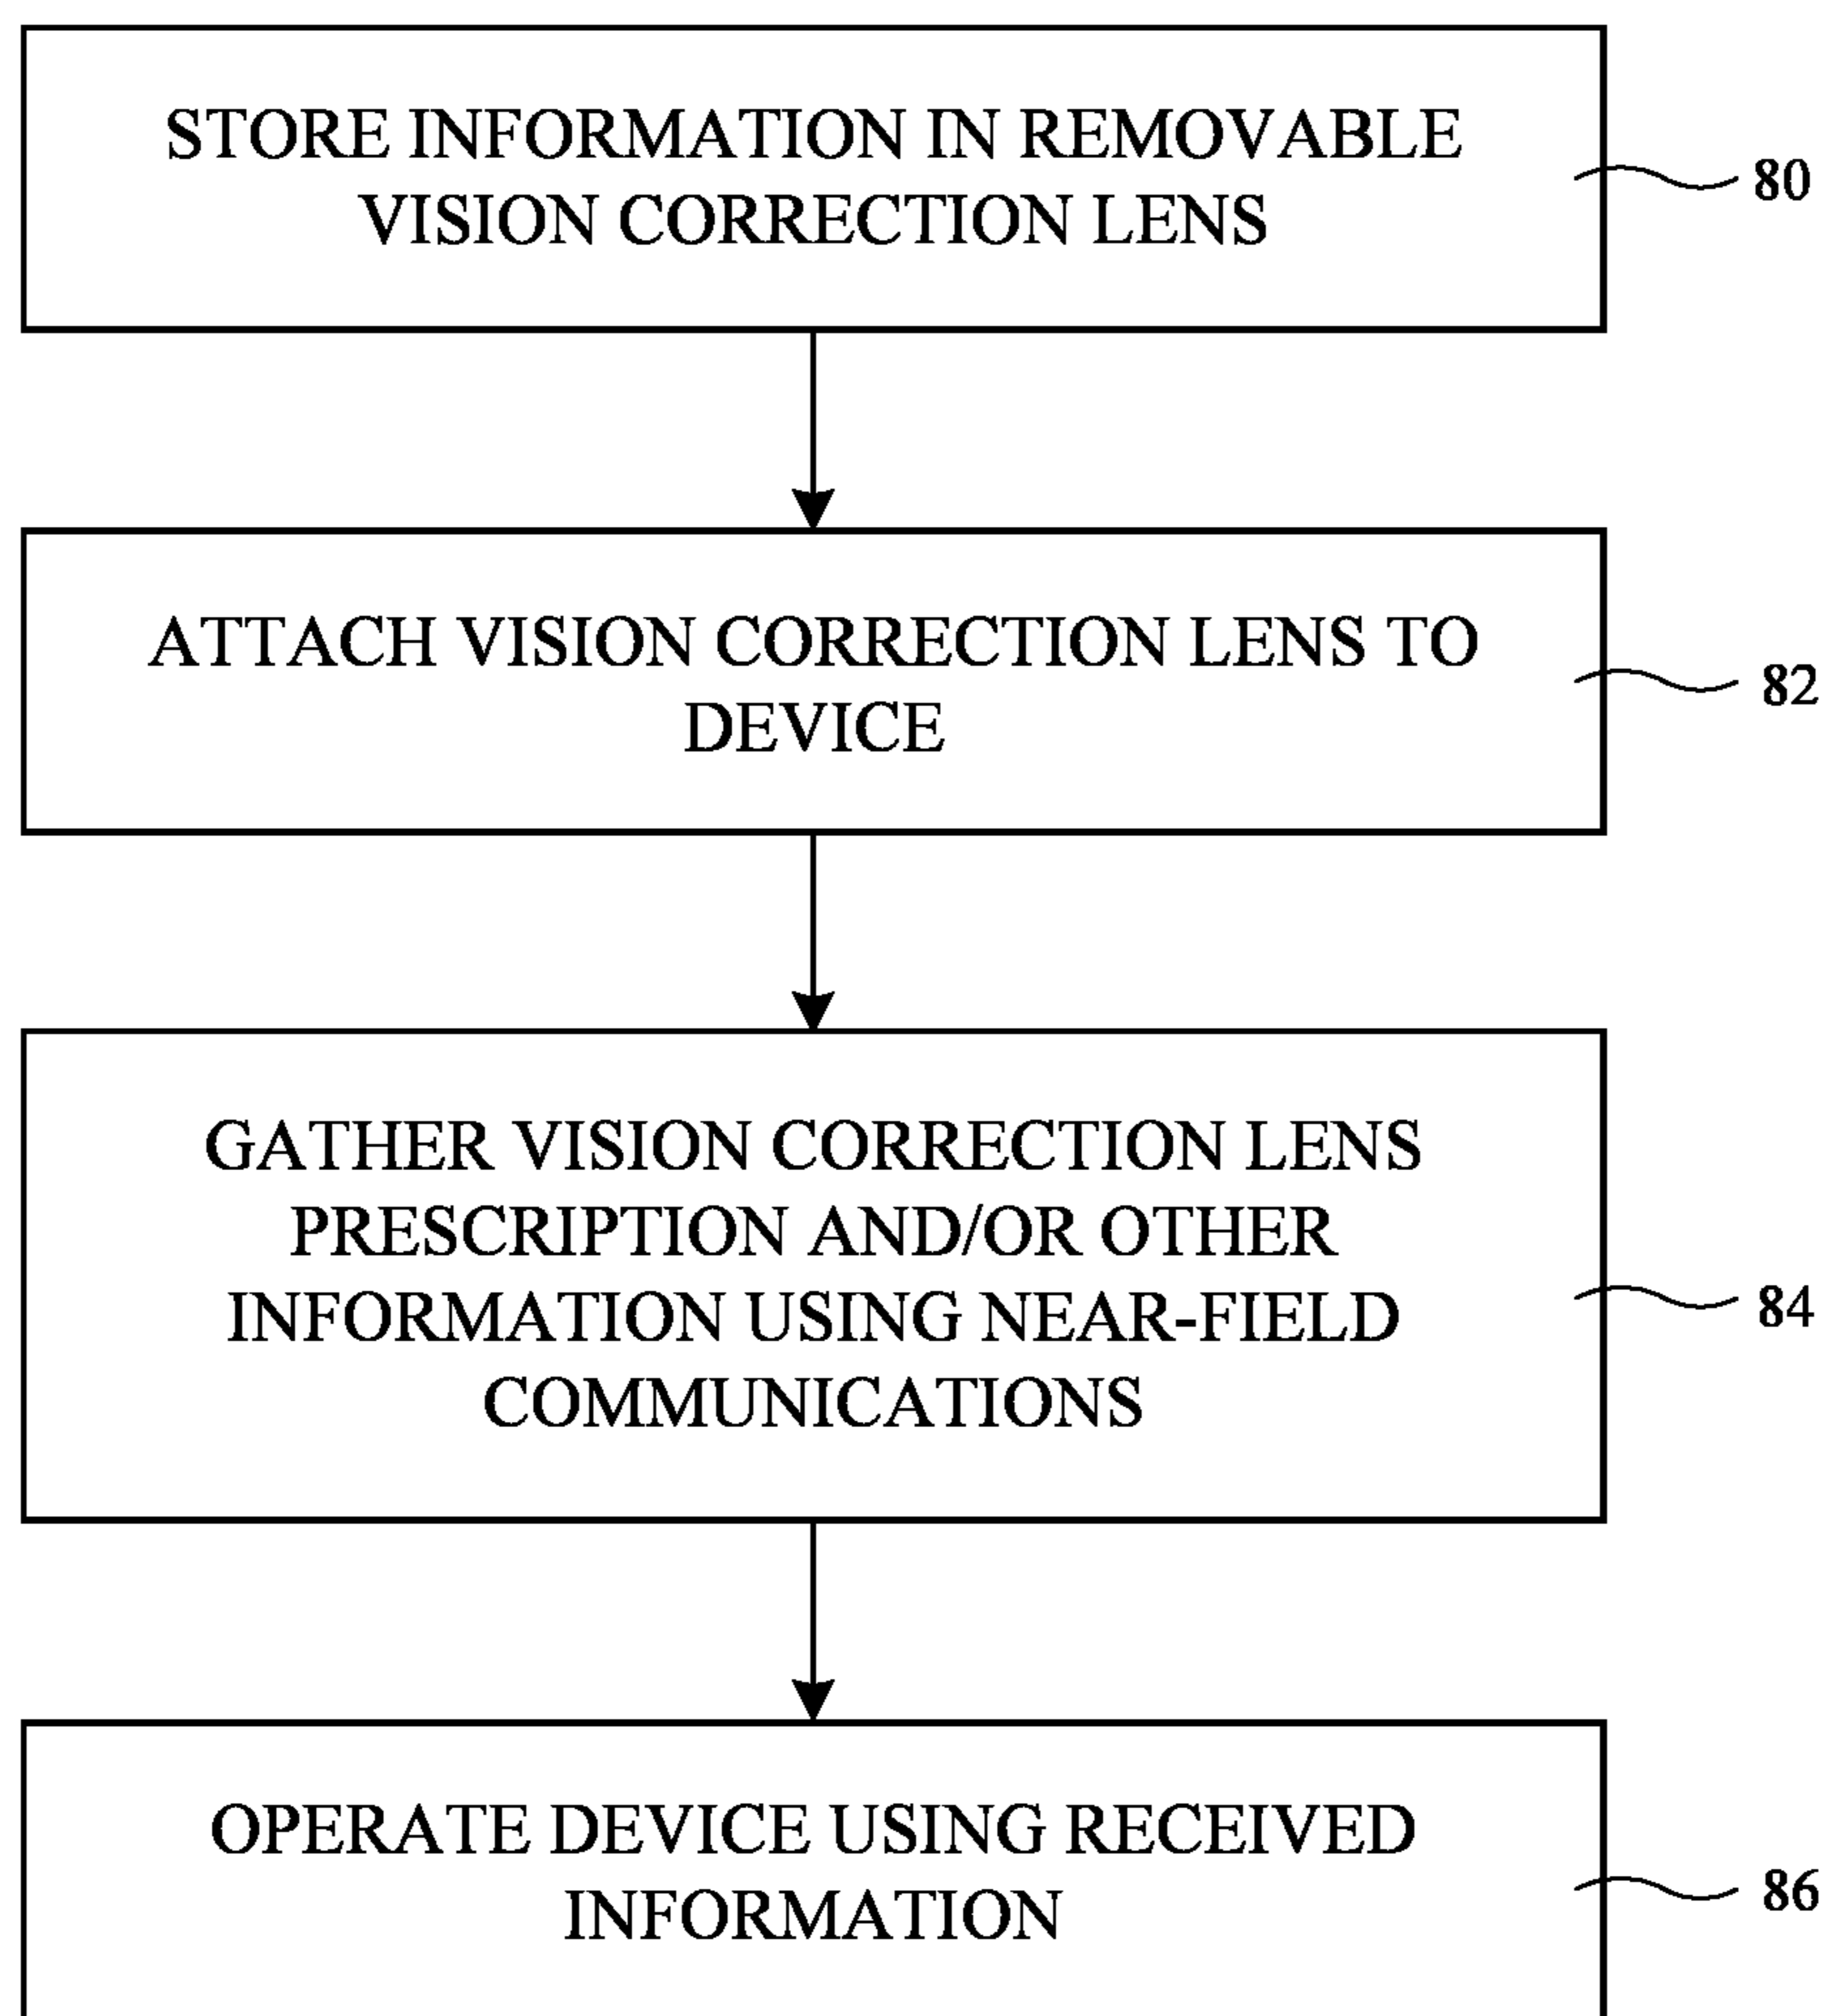 STORE INFORMATION IN REMOVABLE
VISION CORRECTION LENS
80
ATTACH VISION CORRECTION LENS TO
DEVICE
82
GATHER VISION CORRECTION LENS
PRESCRIPTION AND/OR OTHER
INFORMATION USING NEAR-FIELD
COMMUNICATIONS
84
OPERATE DEVICE USING RECEIVED
INFORMATION
86